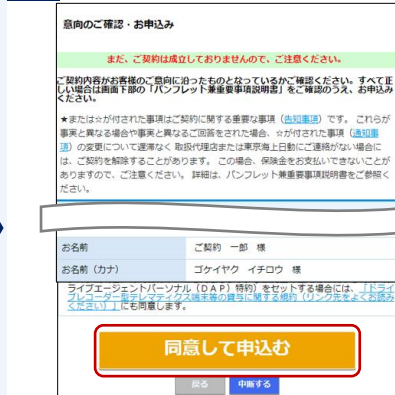 意向のご確認・お申込み
まだ、ご契約は成立しておりませんので、ご注意ください。
ご契約内容がお客様のご意向に沿ったものとなっているかご確認ください。すべて正
しい場合は画面下部の「パンフレット兼重要事項説明書」をご確認のうえ、お申込み
ください。
★または☆が付された事項はご契約に関する重要な事項（告知事項）です。 これらが
事実と異なる場合や事実と異なるご回答をされた場合、☆が付された事項（通知事
項）の変更について遅滞なく 取扱代理店または東京海上日動にご連絡がない場合に
は、ご契約を解除することがあります。 この場合、保険金をお支払いできないことが
ありますので、ご注意ください。 詳細は、パンフレット兼重要事項説明書をご参照く
ださい。
お名前 ご契約 一郎 様
お名前（カナ） ゴケイヤク イチロウ 様
ライブエージェントパーソナル（ＤＡＰ）特約）をセットする場合には、「ドライ
ブレコーダー型テレマティクス端末等の貸与に関する規約（リンク先をよくお読み
ください）」にも同意します。
同意して申込む
戻る 中断する